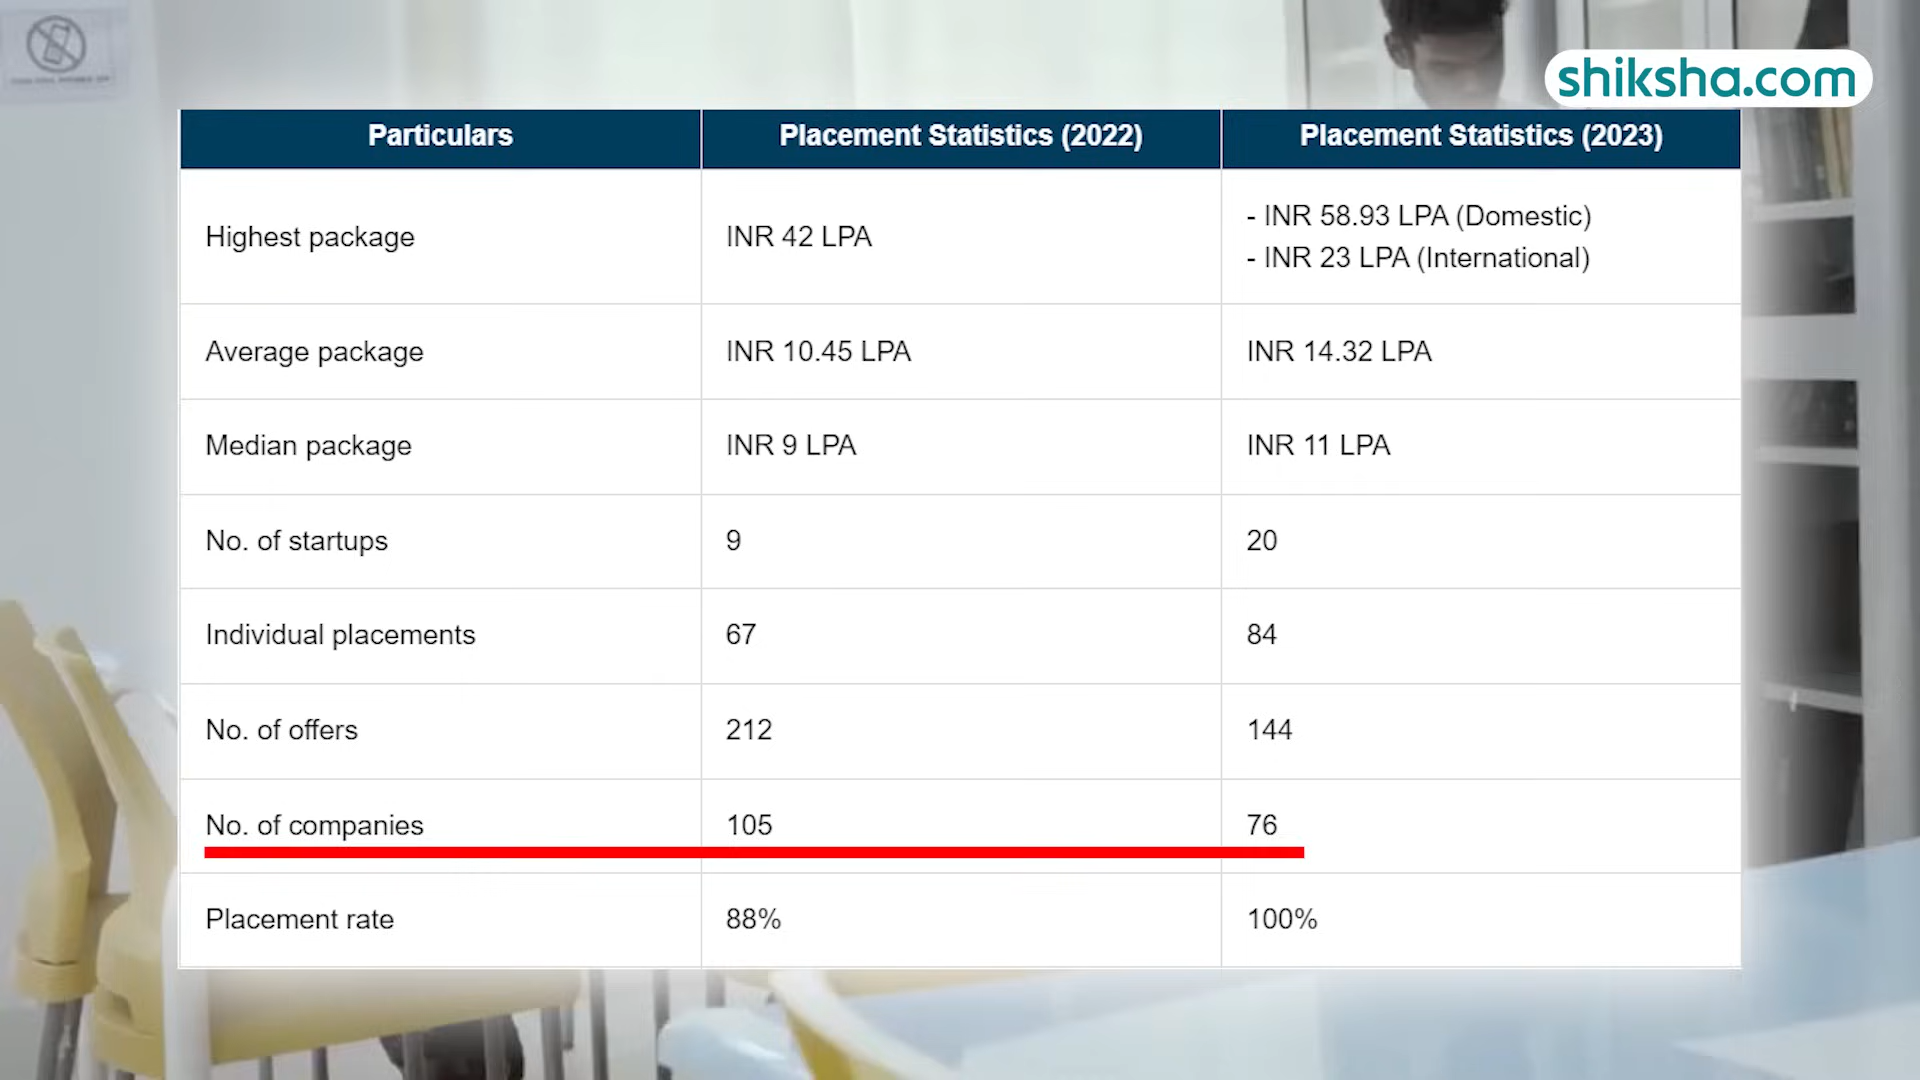 shiksha.com
Particulars Placement Statistics (2022) Placement Statistics (2023)
Highest package INR 42 LPA - INR 58.93 LPA (Domestic)
- INR 23 LPA (International)
Average package INR 10.45 LPA INR 14.32 LPA
Median package INR 9 LPA INR 11 LPA
No. of startups 9 20
Individual placements 67 84
No. of offers 212 144
No. of companies 105 76
Placement rate 88% 100%